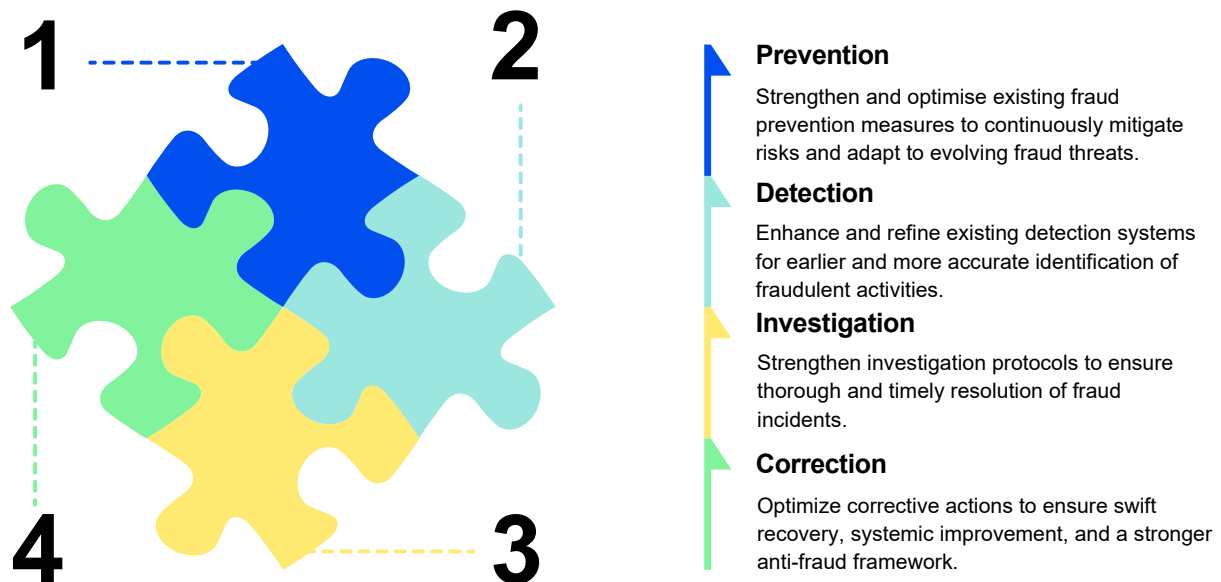 1
2
3
4
Prevention
Strengthen and optimise existing fraud
prevention measures to continuously mitigate
risks and adapt to evolving fraud threats.
Detection
Enhance and refine existing detection systems
for earlier and more accurate identification of
fraudulent activities.
Investigation
Strengthen investigation protocols to ensure
thorough and timely resolution of fraud
incidents.
Correction
Optimize corrective actions to ensure swift
recovery, systemic improvement, and a stronger
anti-fraud framework.